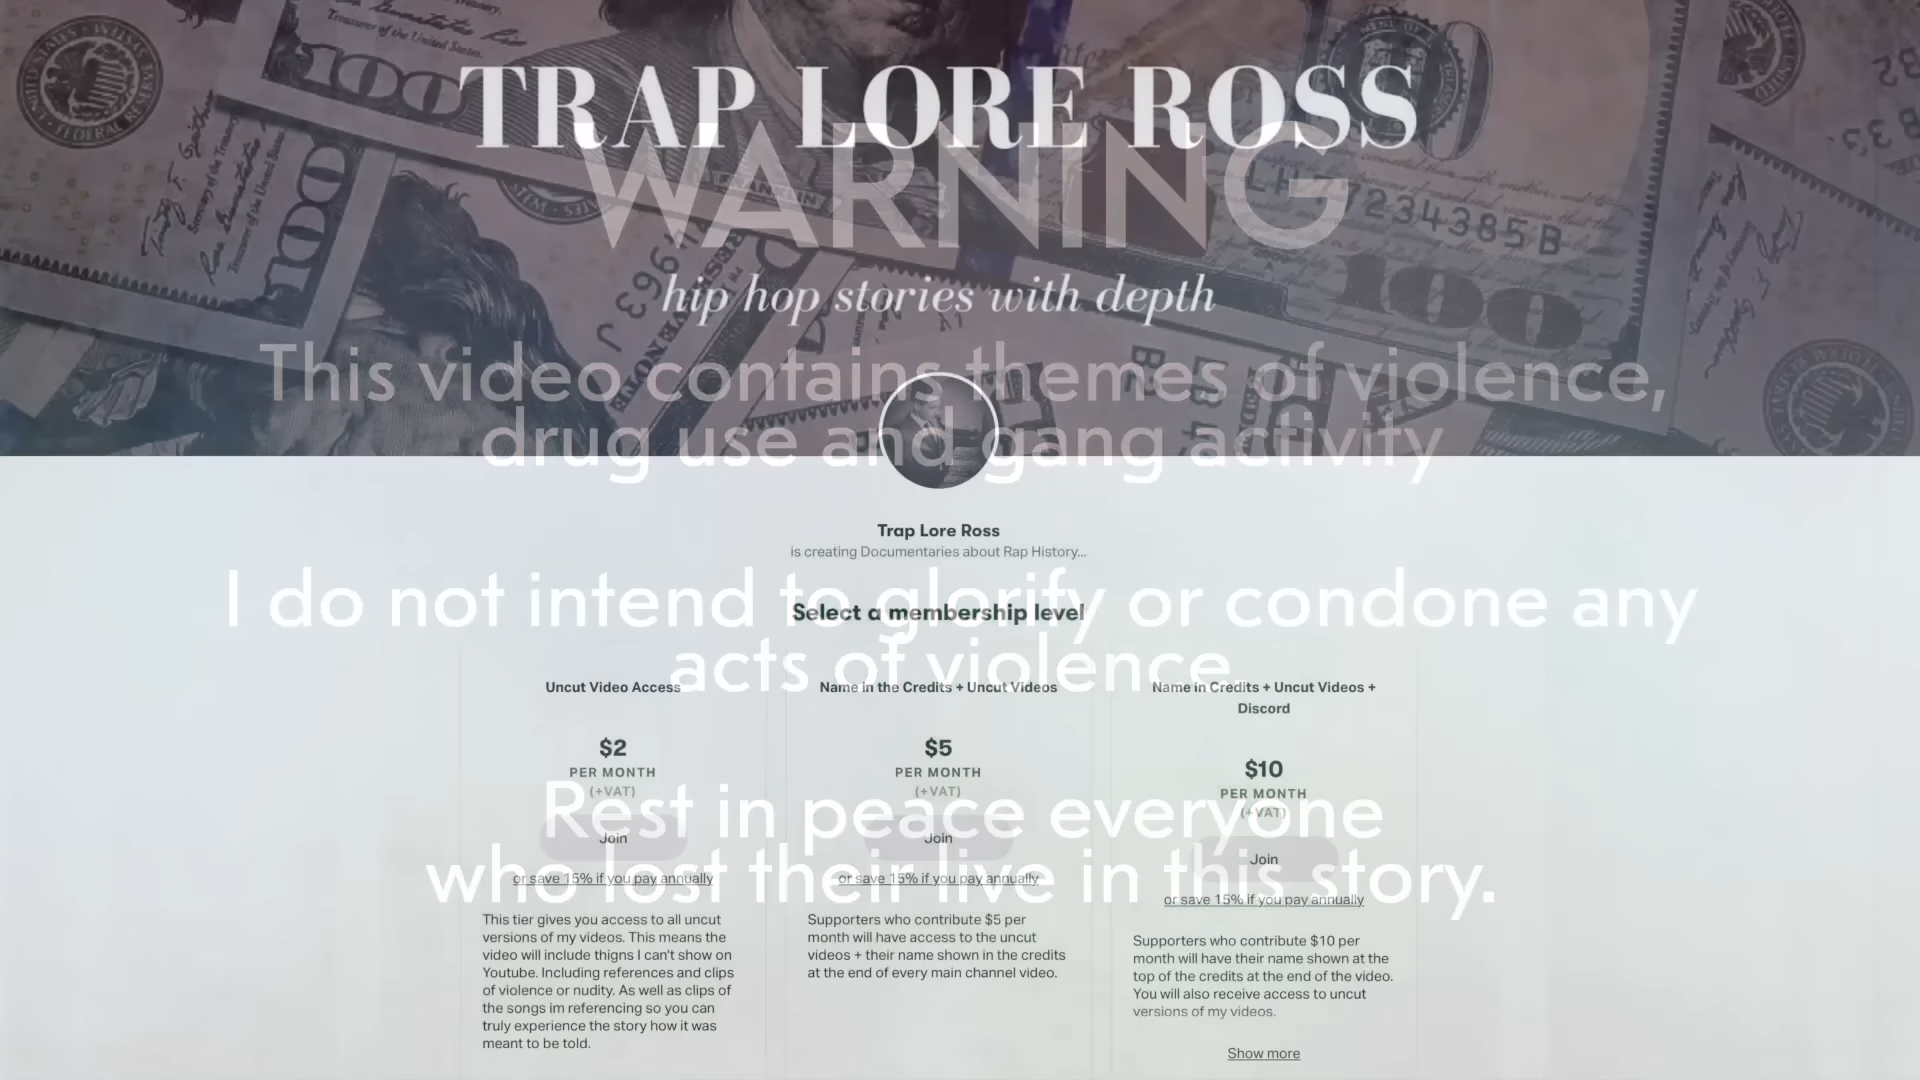 Treasurer of the United States.
100
TRAP LORE ROSS
WARNING
FRANKLIN
LH 7234385 B
100
100
hip hop stories with depth
This video contains themes of violence,
drug use and gang activity
Trap Lore Ross
is creating Documentaries about Rap History...
I do not intend to glorify or condone any
acts of violence.
Select a membership level
Uncut Video Access
$2
PER MONTH
(+VAT)
Join
or save 15% if you pay annually
This tier gives you access to all uncut
versions of my videos. This means the
video will include thigns I can't show on
Youtube. Including references and clips
of violence or nudity. As well as clips of
the songs im referencing so you can
truly experience the story how it was
meant to be told.
Name in the Credits + Uncut Videos
$5
PER MONTH
(+VAT)
Join
or save 15% if you pay annually
Supporters who contribute $5 per
month will have access to the uncut
videos + their name shown in the credits
at the end of every main channel video.
Name in Credits + Uncut Videos +
Discord
$10
PER MONTH
(+VAT)
Join
or save 15% if you pay annually
Supporters who contribute $10 per
month will have their name shown at the
top of the credits at the end of the video.
You will also receive access to uncut
versions of my videos.
Show more
Rest in peace everyone
who lost their live in this story.